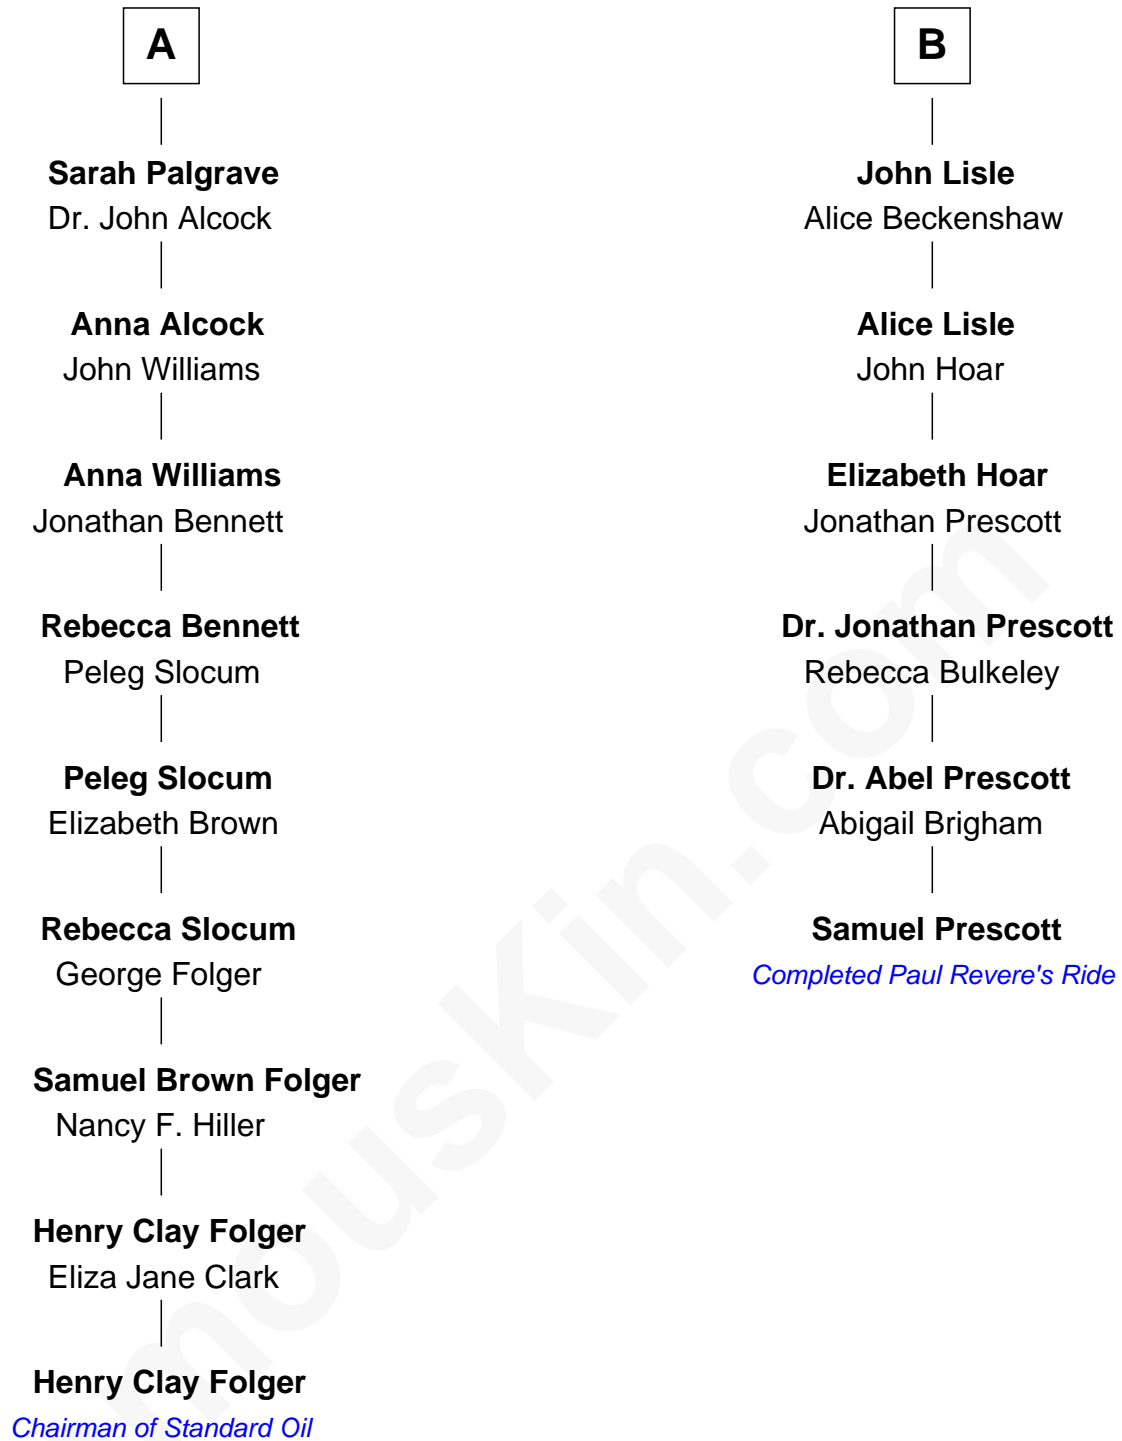 A
Sarah Palgrave
Dr. John Alcock
Anna Alcock
John Williams
Anna Williams
Jonathan Bennett
Rebecca Bennett
Peleg Slocum
Peleg Slocum
Elizabeth Brown
Rebecca Slocum
George Folger
Samuel Brown Folger
Nancy F. Hiller
Henry Clay Folger
Eliza Jane Clark
Henry Clay Folger
Chairman of Standard Oil
B
John Lisle
Alice Beckenshaw
Alice Lisle
John Hoar
Elizabeth Hoar
Jonathan Prescott
Dr. Jonathan Prescott
Rebecca Bulkeley
Dr. Abel Prescott
Abigail Brigham
Samuel Prescott
Completed Paul Revere's Ride
mousKin.com